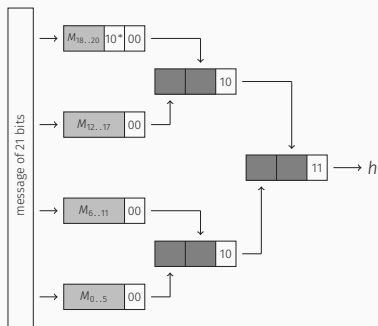 message of 21 bits
M18..20 10* 00
10
M12..17 00
11 h
M6..11 00
10
M0..5 00